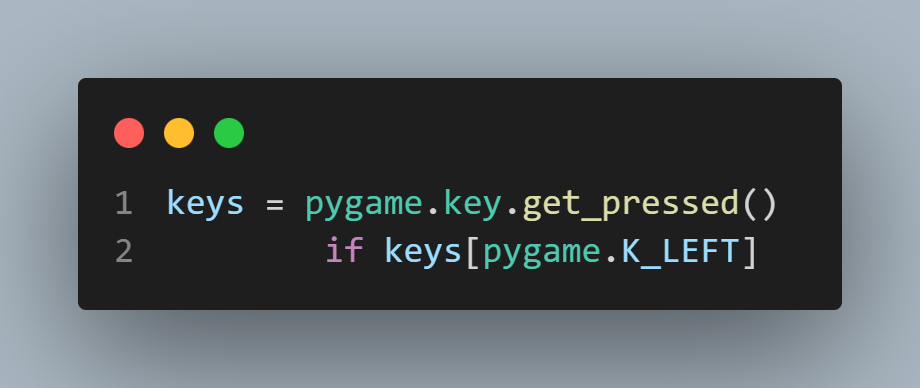 1 keys = pygame.key.get_pressed()
2         if keys[pygame.K_LEFT]